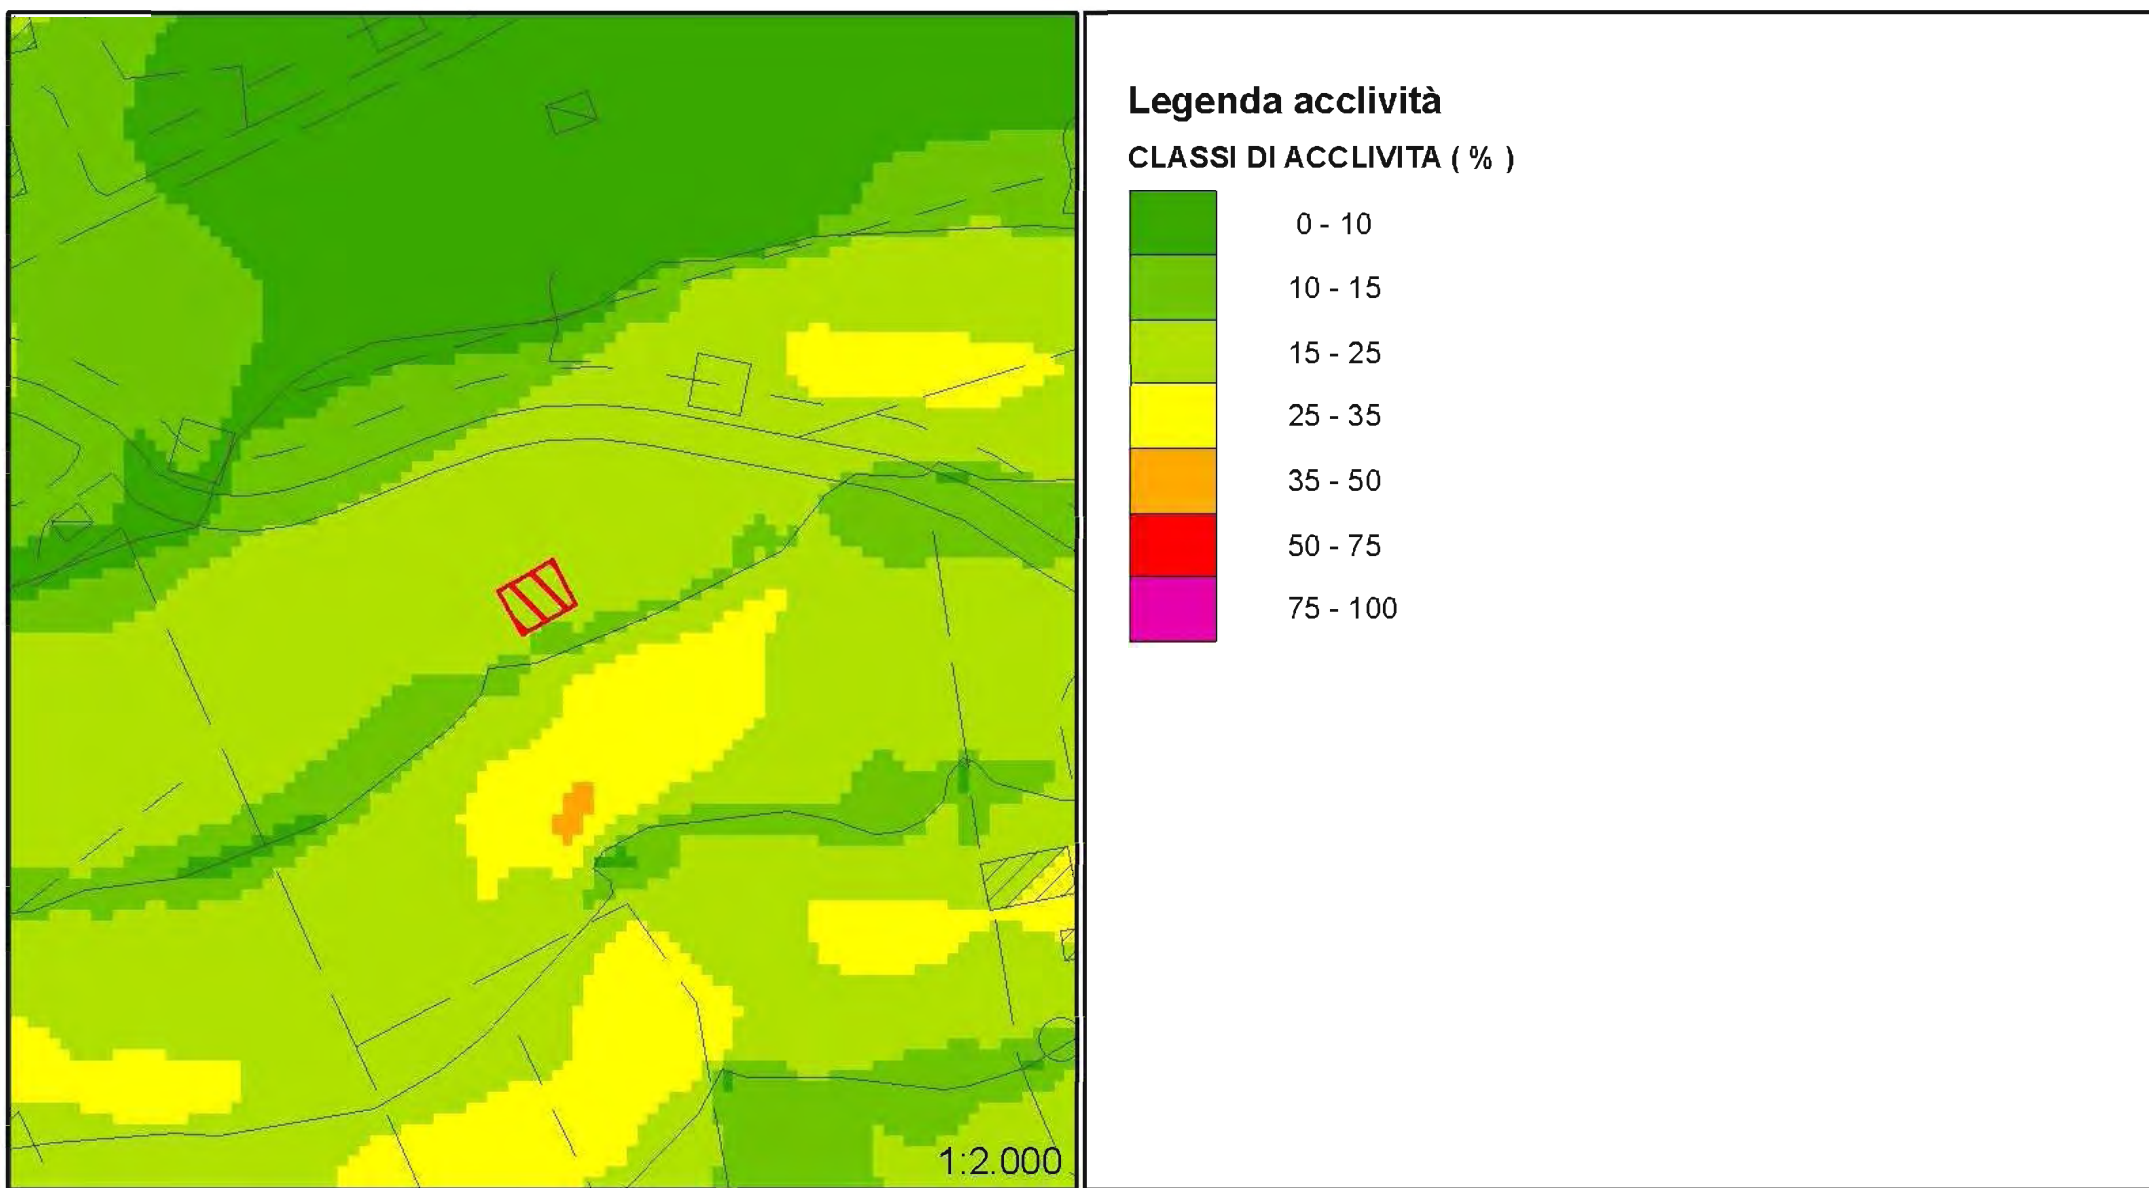 Legenda acclività
CLASSI DI ACCLIVITA ( % )
0 - 10
10 - 15
15 - 25
25 - 35
35 - 50
50 - 75
75 - 100
1:2.000